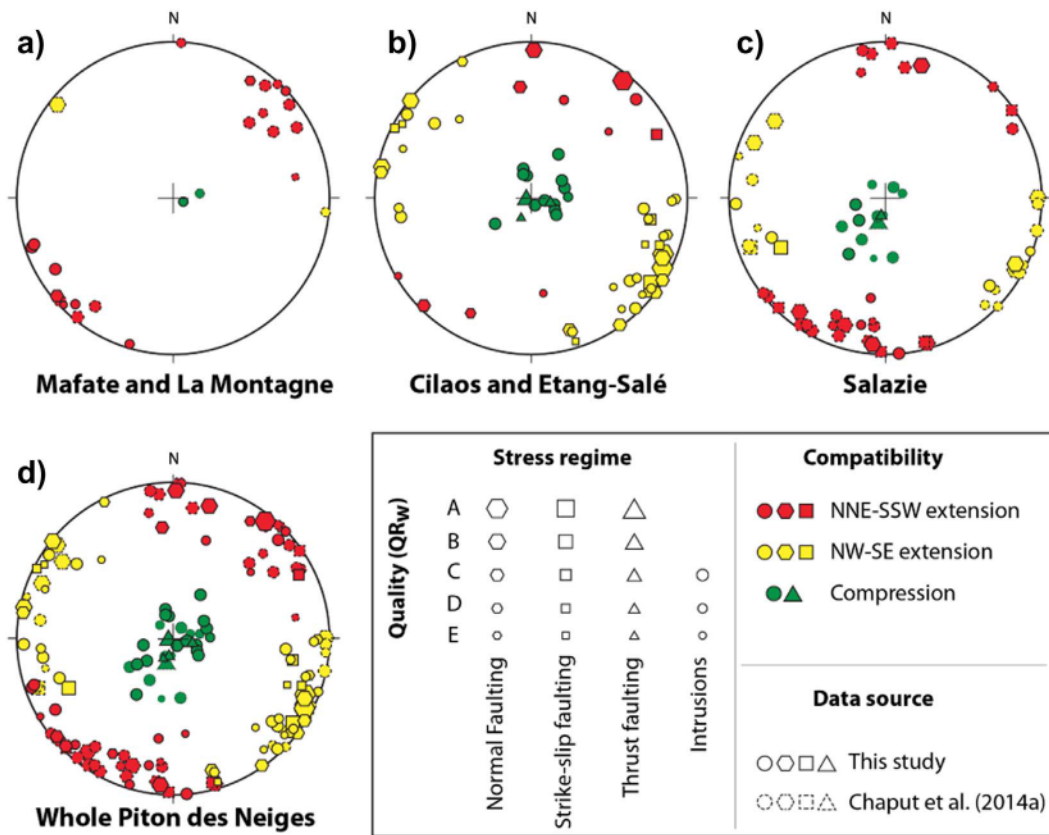 a)
N
Mafate and La Montagne
b)
N
Cilaos and Etang-Salé
c)
N
Salazie
d)
N
Whole Piton des Neiges
Stress regime
Quality (QRw)
A
B
C
D
E
Normal Faulting
Strike-slip faulting
Thrust faulting
Intrusions
Compatibility
NNE-SSW extension
NW-SE extension
Compression
Data source
This study
Chaput et al. (2014a)